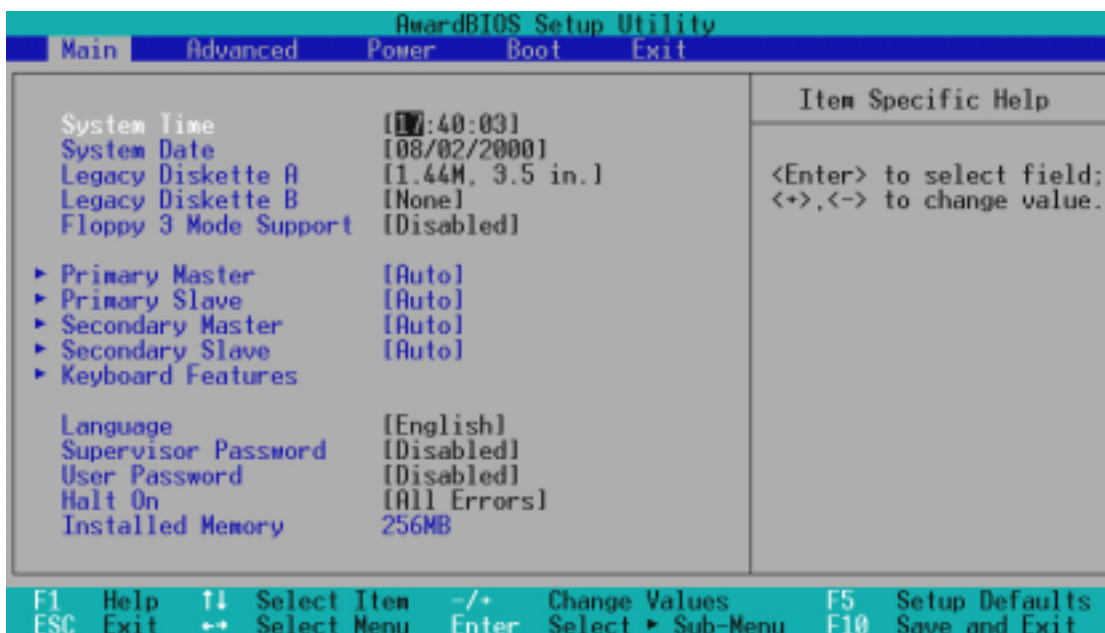 AwardBIOS Setup Utility
Main Advanced Power Boot Exit
System Time [17:40:03]
System Date [08/02/2000]
Legacy Diskette A [1.44M, 3.5 in.]
Legacy Diskette B [None]
Floppy 3 Mode Support [Disabled]
▶ Primary Master [Auto]
▶ Primary Slave [Auto]
▶ Secondary Master [Auto]
▶ Secondary Slave [Auto]
▶ Keyboard Features
Language [English]
Supervisor Password [Disabled]
User Password [Disabled]
Halt On [All Errors]
Installed Memory 256MB
Item Specific Help
<Enter> to select field;
<+>,<-> to change value.
F1 Help ↑↓ Select Item -/+ Change Values F5 Setup Defaults
ESC Exit ←→ Select Menu Enter Select ▶ Sub-Menu F10 Save and Exit